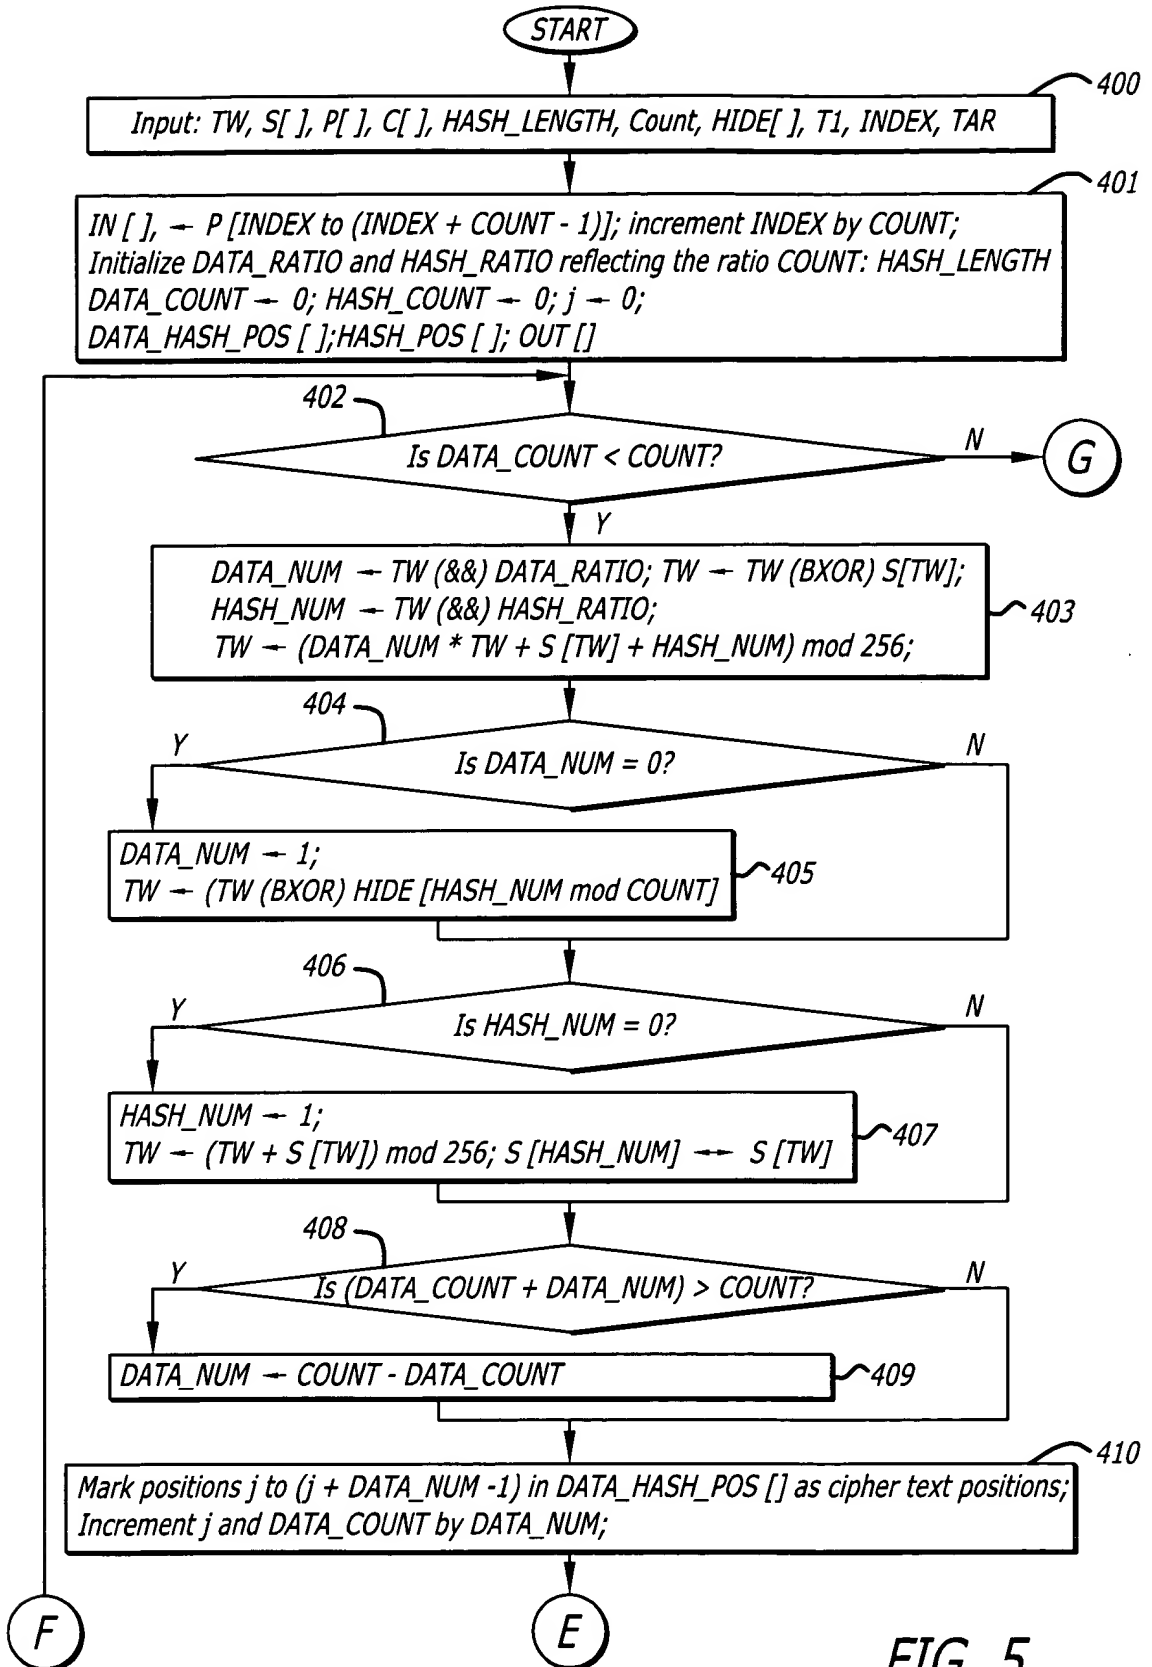 START
400
Input: TW, S[ ], P[ ], C[ ], HASH_LENGTH, Count, HIDE[ ], T1, INDEX, TAR
401
IN [ ], ← P [INDEX to (INDEX + COUNT - 1)]; increment INDEX by COUNT;
Initialize DATA_RATIO and HASH_RATIO reflecting the ratio COUNT: HASH_LENGTH
DATA_COUNT ← 0; HASH_COUNT ← 0; j ← 0;
DATA_HASH_POS [ ];HASH_POS [ ]; OUT []
402
Is DATA_COUNT < COUNT?
N
G
Y
DATA_NUM ← TW (&&) DATA_RATIO; TW ← TW (BXOR) S[TW];
HASH_NUM ← TW (&&) HASH_RATIO;
TW ← (DATA_NUM * TW + S [TW] + HASH_NUM) mod 256;
403
404
Y
Is DATA_NUM = 0?
N
DATA_NUM ← 1;
TW ← (TW (BXOR) HIDE [HASH_NUM mod COUNT]
405
406
Y
Is HASH_NUM = 0?
N
HASH_NUM ← 1;
TW ← (TW + S [TW]) mod 256; S [HASH_NUM] ↔ S [TW]
407
408
Y
Is (DATA_COUNT + DATA_NUM) > COUNT?
N
DATA_NUM ← COUNT - DATA_COUNT
409
410
Mark positions j to (j + DATA_NUM -1) in DATA_HASH_POS [] as cipher text positions;
Increment j and DATA_COUNT by DATA_NUM;
F
E
FIG. 5